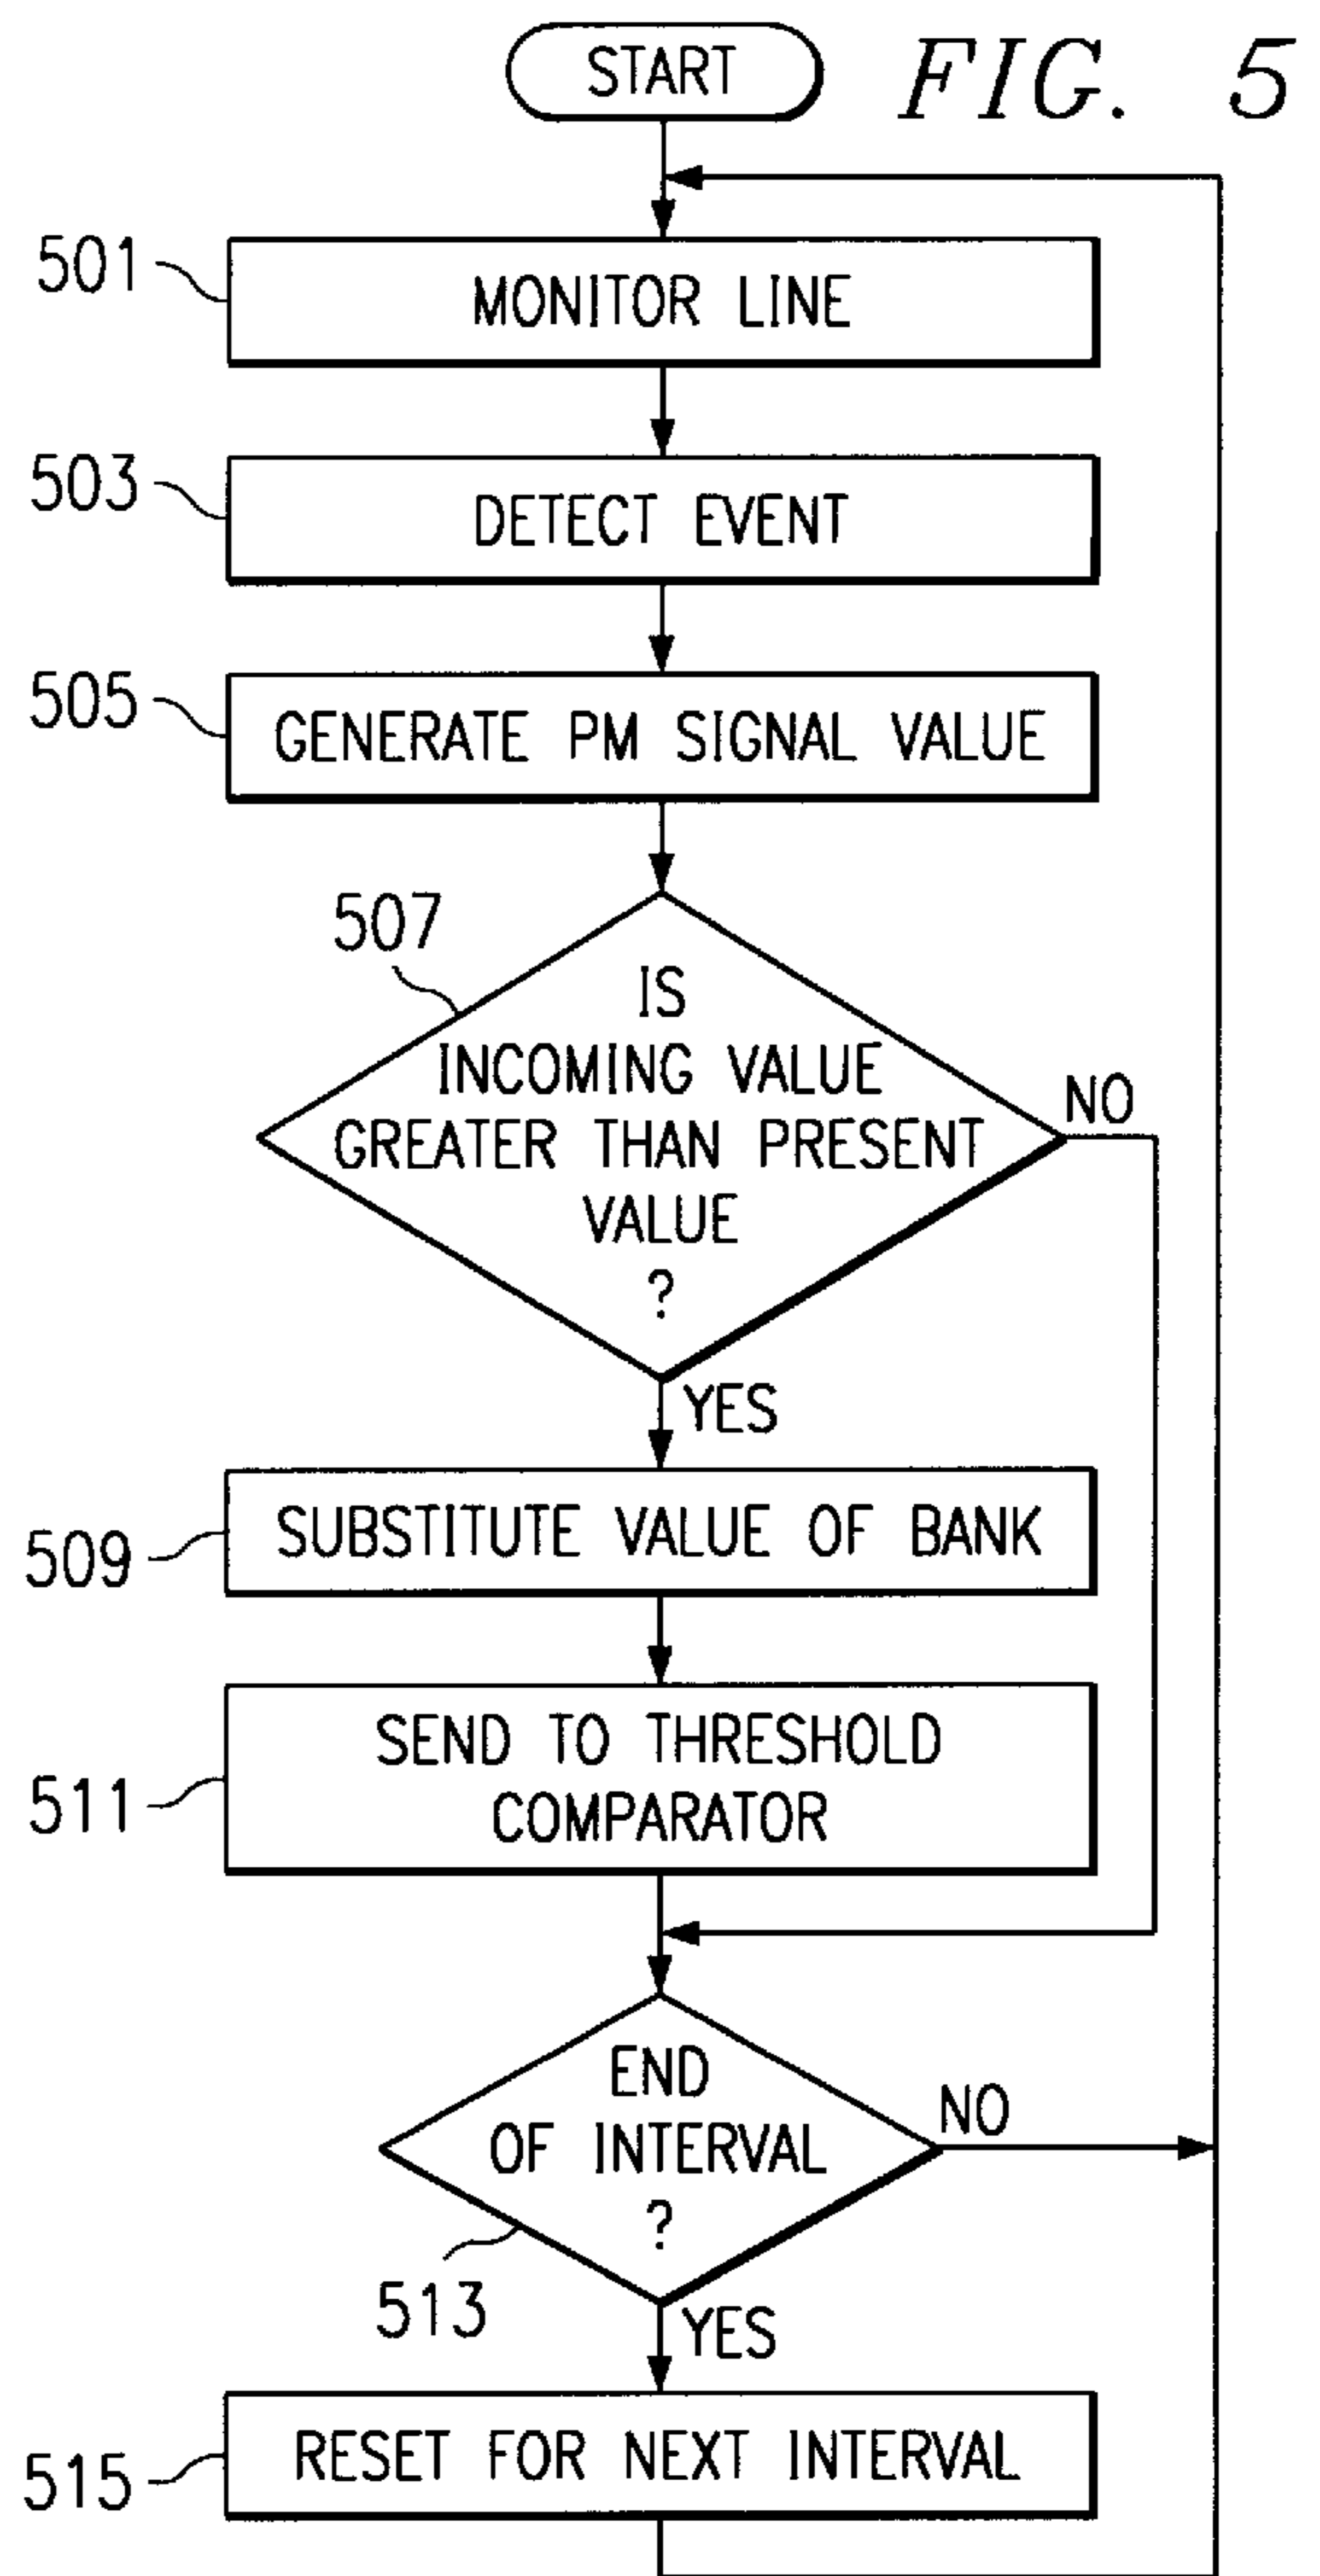 START
FIG. 5
501
MONITOR LINE
503
DETECT EVENT
505
GENERATE PM SIGNAL VALUE
507
IS
INCOMING VALUE
GREATER THAN PRESENT
VALUE
?
NO
YES
509
SUBSTITUTE VALUE OF BANK
511
SEND TO THRESHOLD
COMPARATOR
END
OF INTERVAL
?
NO
513
YES
515
RESET FOR NEXT INTERVAL